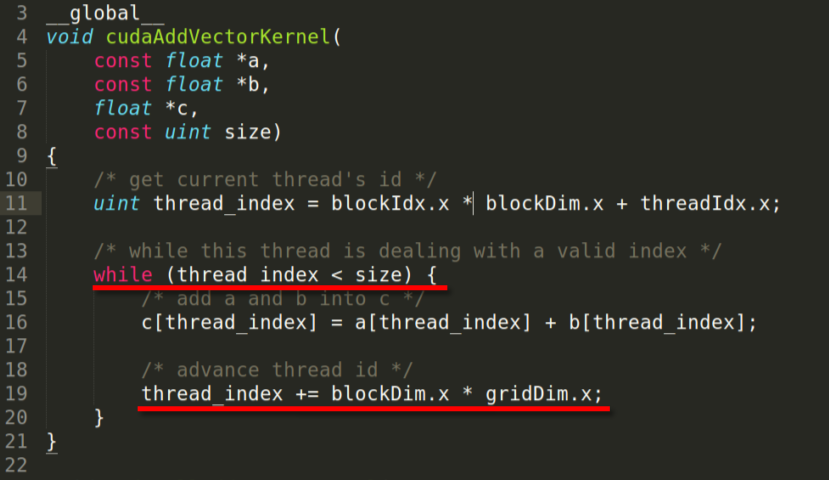 3 __global__
4 void cudaAddVectorKernel(
5 const float *a,
6 const float *b,
7 float *c,
8 const uint size)
9 {
10 /* get current thread's id */
11 uint thread_index = blockIdx.x * blockDim.x + threadIdx.x;
12
13 /* while this thread is dealing with a valid index */
14 while (thread_index < size) {
15 /* add a and b into c */
16 c[thread_index] = a[thread_index] + b[thread_index];
17
18 /* advance thread id */
19 thread_index += blockDim.x * gridDim.x;
20 }
21 }
22